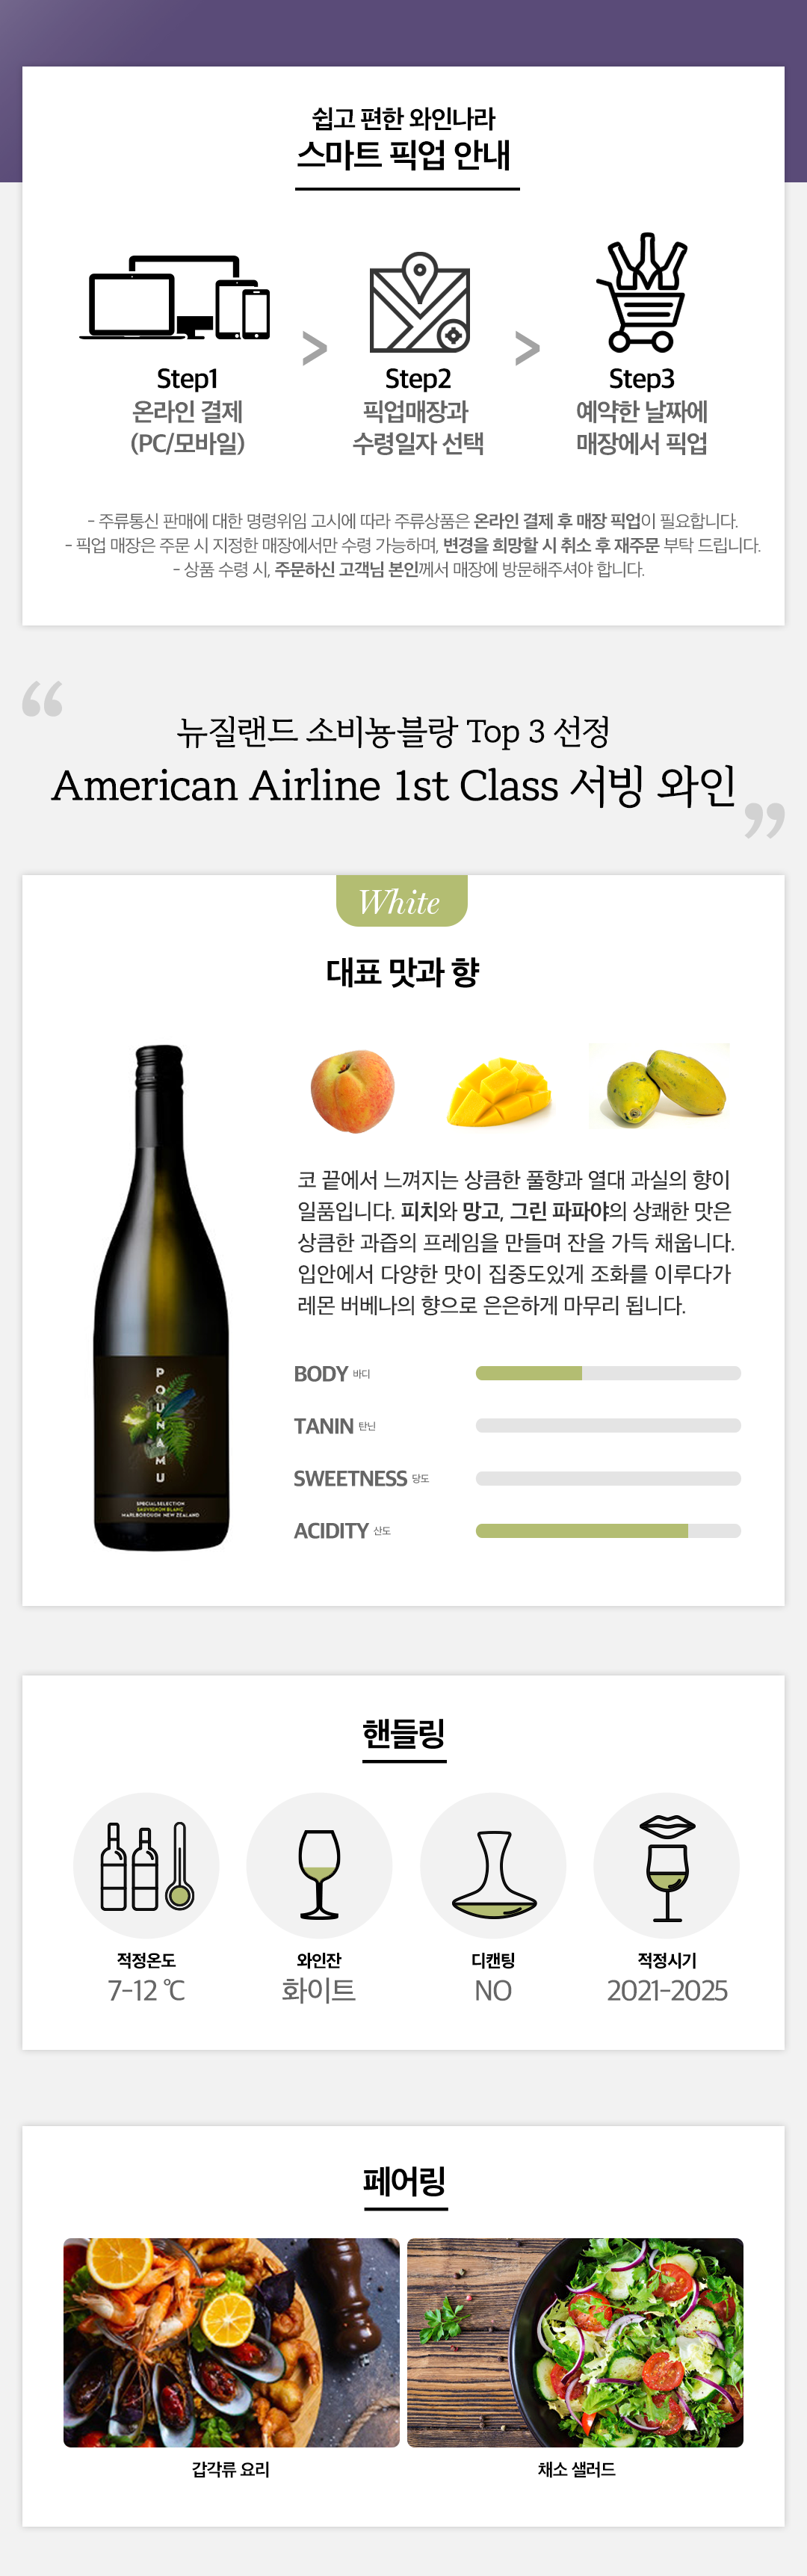 쉽고 편한 와인나라
스마트 픽업 안내
>
>
Step1
온라인 결제
(PC/모바일)
Step2
픽업매장과
수령일자 선택
Step3
예약한 날짜에
매장에서 픽업
- 주류통신 판매에 대한 명령위임 고시에 따라 주류상품은 온라인 결제 후 매장 픽업이 필요합니다.
- 픽업 매장은 주문 시 지정한 매장에서만 수령 가능하며, 변경을 희망할 시 취소 후 재주문 부탁 드립니다.
- 상품 수령 시, 주문하신 고객님 본인께서 매장에 방문해주셔야 합니다.
“
뉴질랜드 소비뇽블랑 Top 3 선정
American Airline 1st Class 서빙 와인
”
White
대표 맛과 향
코 끝에서 느껴지는 상큼한 풀향과 열대 과실의 향이
일품입니다. 피치와 망고, 그린 파파야의 상쾌한 맛은
상큼한 과즙의 프레임을 만들며 잔을 가득 채웁니다.
입안에서 다양한 맛이 집중도있게 조화를 이루다가
레몬 버베나의 향으로 은은하게 마무리 됩니다.
POUNAMU
SPECIAL SELECTION
SAUVIGNON BLANC
MARLBOROUGH NEW ZEALAND
BODY 바디
TANIN 탄닌
SWEETNESS 당도
ACIDITY 산도
핸들링
적정온도
7-12 ℃
와인잔
화이트
디캔팅
NO
적정시기
2021-2025
페어링
갑각류 요리
채소 샐러드